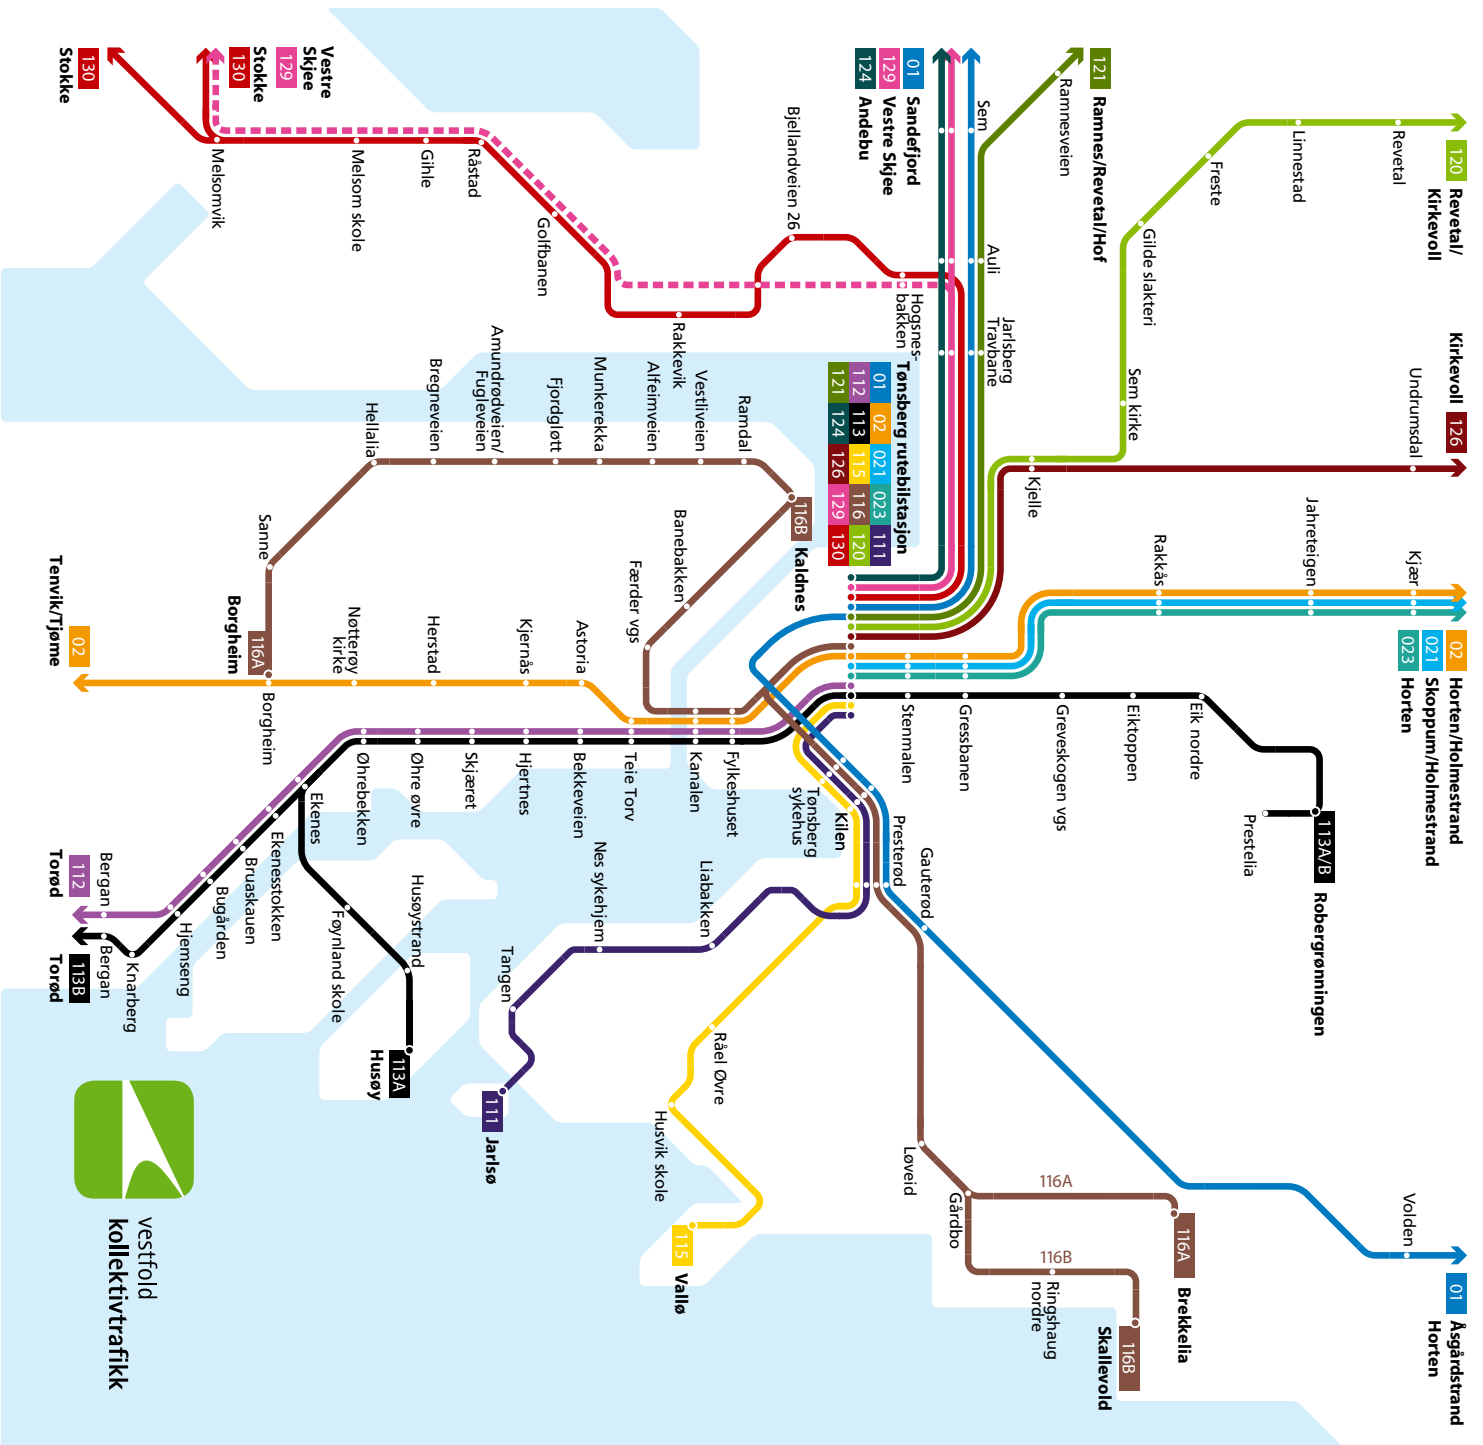 120
Revetal/
Kirkevoll
Kirkevoll
126
02
Horten/Holmestrand
021
Skoppum/Holmestrand
023
Horten
01
Åsgårdstrand
Horten
Revetal
Linnestad
Freste
Gilde slakteri
Sem kirke
Undrumsdal
Kjelle
Kjær
Jahreteigen
Rakkås
113A/B
Robergrønningen
Prestelia
Eik nordre
Eiktoppen
Greveskogen vgs
Gressbanen
Stenmalen
Volden
116A
Brekkelia
116B
Skallevold
116A
116B
Ringshaug
nordre
Gårdbo
Løveid
Gauterød
Presterød
Kilen
Tønsberg
sykehus
121
Ramnes/Revetal/Hof
Ramnesveien
Sem
Auli
Jarlsberg
Travbane
01
Sandefjord
129
Vestre Skjee
124
Andebu
Hogsnes-
bakken
Tønsberg rutebilstasjon
01
02
021
023
111
112
113
115
116
120
121
124
126
129
130
Bjellandveien 26
Rakkevik
Golfbanen
Råstad
Gihle
Melsom skole
Melsomvik
Vestre
Skjee
129
Stokke
130
130
Stokke
116B
Kaldnes
Ramdal
Vestliveien
Alfeimveien
Munkerekka
Fjordgløtt
Amundrødveien/
Fugleveien
Bregneveien
Hellalia
Sanne
116A
Borgheim
Banebakken
Færder vgs
Astoria
Kjernås
Herstad
Nøtterøy
kirke
Borgheim
02
Tenvik/Tjøme
Fylkeshuset
Kanalen
Teie Torv
Bekkeveien
Hjertnes
Skjæret
Øhre øvre
Øhrebekken
Ekenes
Ekenesstokken
Bruaskauen
Bugården
Hjemseng
Knarberg
Bergan
Bergan
112
Torød
113B
Torød
Føynland skole
Husøystrand
113A
Husøy
Liabakken
Nes sykehjem
Tangen
111
Jarlsø
Råel Øvre
Husvik skole
115
Vallø
vestfold
kollektivtrafikk